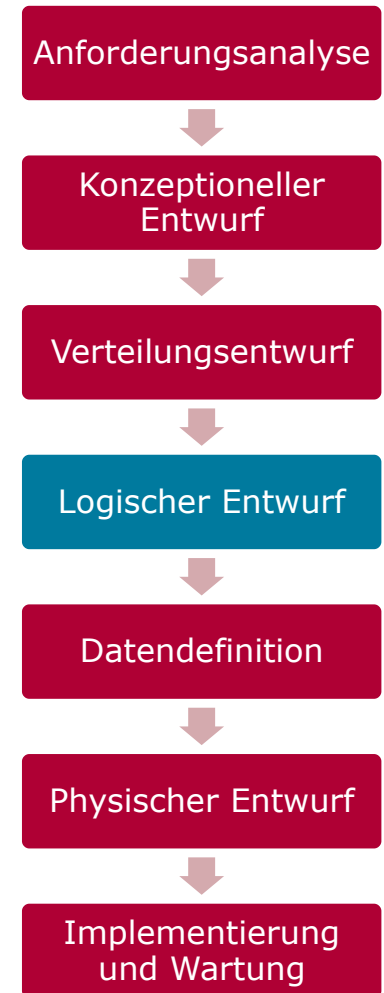 Anforderungsanalyse
Konzeptioneller
Entwurf
Verteilungsentwurf
Logischer Entwurf
Datendefinition
Physischer Entwurf
Implementierung
und Wartung